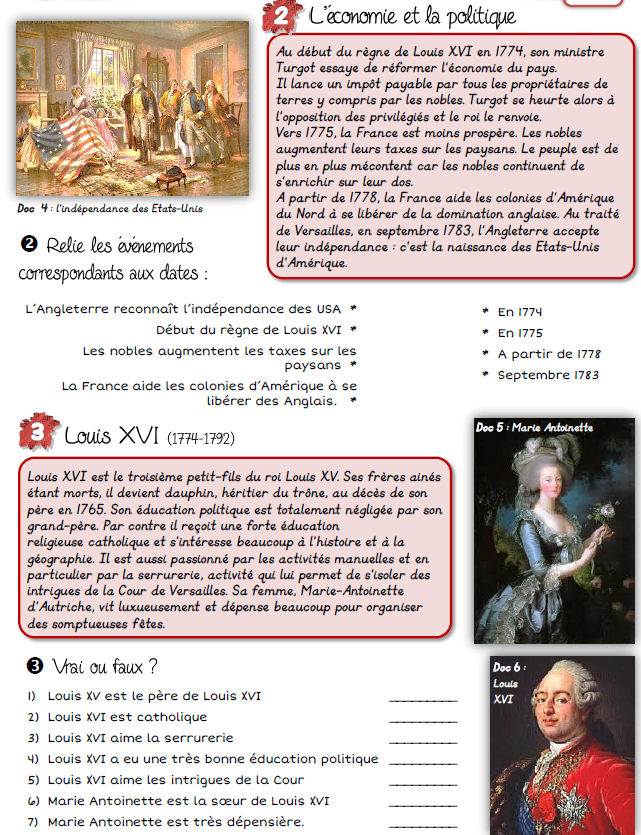 2 L'économie et la politique
Au début du règne de Louis XVI en 1774, son ministre
Turgot essaye de réformer l'économie du pays.
Il lance un impôt payable par tous les propriétaires de
terres y compris par les nobles. Turgot se heurte alors à
l'opposition des privilégiés et le roi le renvoie.
Vers 1775, la France est moins prospère. Les nobles
augmentent leurs taxes sur les paysans. Le peuple est de
plus en plus mécontent car les nobles continuent de
s'enrichir sur leur dos.
A partir de 1778, la France aide les colonies d'Amérique
du Nord à se libérer de la domination anglaise. Au traité
de Versailles, en septembre 1783, l'Angleterre accepte
leur indépendance : c'est la naissance des Etats-Unis
d'Amérique.
Doc 4 : l'indépendance des Etats-Unis
2 Relie les événements
correspondants aux dates :
L'Angleterre reconnaît l'indépendance des USA *
Début du règne de Louis XVI *
Les nobles augmentent les taxes sur les
paysans *
La France aide les colonies d'Amérique à se
libérer des Anglais. *
* En 1774
* En 1775
* A partir de 1778
* Septembre 1783
3 Louis XVI (1774-1792)
Louis XVI est le troisième petit-fils du roi Louis XV. Ses frères ainés
étant morts, il devient dauphin, héritier du trône, au décès de son
père en 1765. Son éducation politique est totalement négligée par son
grand-père. Par contre il reçoit une forte éducation
religieuse catholique et s'intéresse beaucoup à l'histoire et à la
géographie. Il est aussi passionné par les activités manuelles et en
particulier par la serrurerie, activité qui lui permet de s'isoler des
intrigues de la Cour de Versailles. Sa femme, Marie-Antoinette
d'Autriche, vit luxueusement et dépense beaucoup pour organiser
des somptueuses fêtes.
Doc 5 : Marie Antoinette
3 Vrai ou faux ?
1) Louis XV est le père de Louis XVI _________
2) Louis XVI est catholique _________
3) Louis XVI aime la serrurerie _________
4) Louis XVI a eu une très bonne éducation politique _________
5) Louis XVI aime les intrigues de la Cour _________
6) Marie Antoinette est la sœur de Louis XVI _________
7) Marie Antoinette est très dépensière. _________
Doc 6 :
Louis
XVI